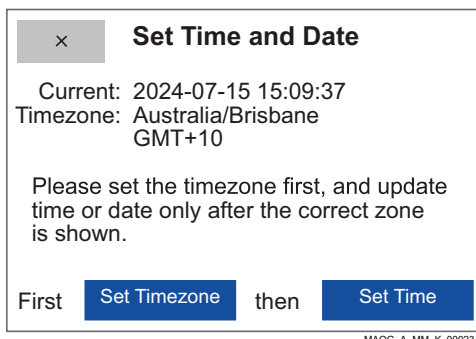 × Set Time and Date
Current: 2024-07-15 15:09:37
Timezone: Australia/Brisbane
GMT+10
Please set the timezone first, and update
time or date only after the correct zone
is shown.
First Set Timezone then Set Time